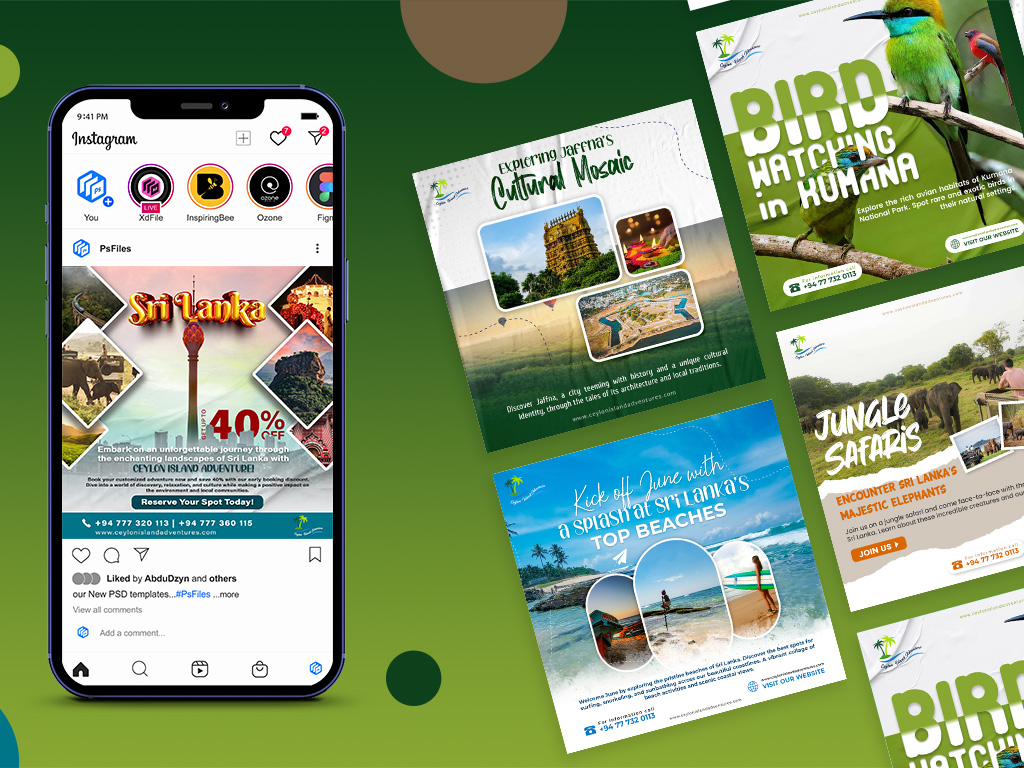 9:41 PM
Instagram
7
2
You
LIVE
XdFile
InspiringBee
Ozone
Figm
PsFiles
Sri Lanka
GET UPTO
40%
OFF
Embark on an unforgettable journey through
the enchanting landscapes of Sri Lanka with
CEYLON ISLAND ADVENTURE!
Book your customized adventure now and save 40% with our early booking discount.
Dive into a world of discovery, relaxation, and culture while making a positive impact on
the environment and local communities.
Reserve Your Spot Today!
+94 777 320 113 | +94 777 360 115
www.ceylonislandadventures.com
Liked by AbduDzyn and others
our New PSD templates...#PsFiles ...more
View all comments
Add a comment...
Exploring Jaffna's
Cultural Mosaic
Discover Jaffna, a city teeming with history and a unique cultural
identity, through the tales of its architecture and local traditions.
www.ceylonislandadventures.com
Kick off June with
a splash at Sri Lanka's
TOP BEACHES
Welcome June by exploring the pristine beaches of Sri Lanka. Discover the best spots for
surfing, snorkeling, and sunbathing across our beautiful coastlines. A vibrant collage of
beach activities and scenic coastal views.
For information call
+94 77 732 0113
www.ceylonislandadventures.com
www.ceylonislandadventures.com
VISIT OUR WEBSITE
BIRD
WATCHING
in KUMANA
Explore the rich avian habitats of Kumana
National Park. Spot rare and exotic birds in
their natural setting.
For information call
+94 77 732 0113
VISIT OUR WEBSITE
www.ceylonislandadventures.com
JUNGLE
SAFARIS
ENCOUNTER SRI LANKA'S
MAJESTIC ELEPHANTS
Join us on a jungle safari and come face-to-face with the
Sri Lanka. Learn about these incredible creatures and our
JOIN US
For information call
+94 77 732 0113
BIRD
WATCHING